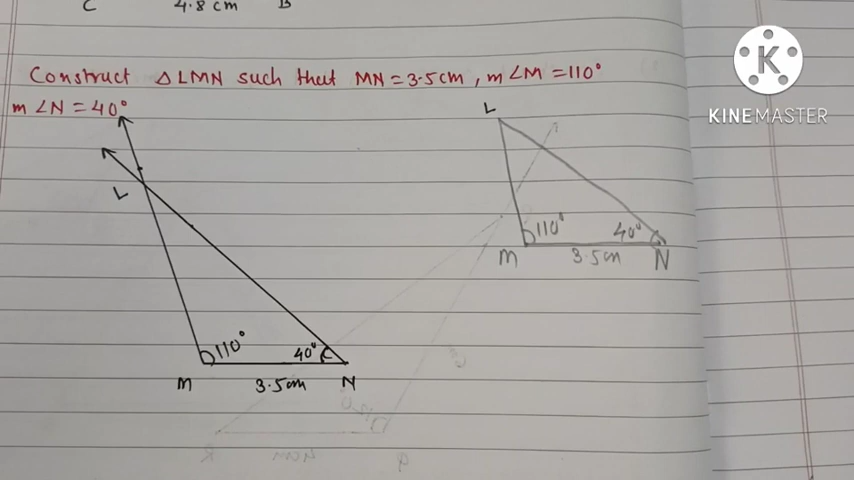 C 4.8 cm B
Construct △LMN such that MN = 3.5cm, m∠M = 110°
m∠N = 40°
L
110°
40°
M 3.5cm N
L
110°
40°
M 3.5cm N
K
KINEMASTER